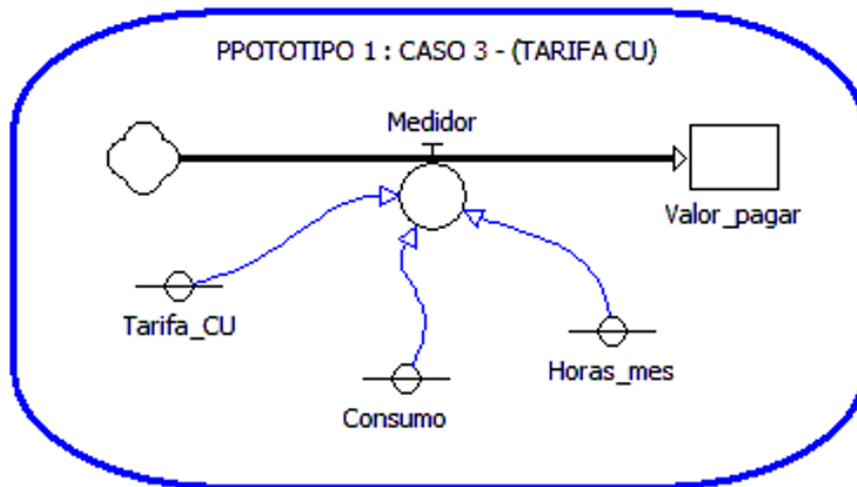 PPOTOTIPO 1 : CASO 3 - (TARIFA CU)
Medidor
Valor_pagar
Tarifa_CU
Horas_mes
Consumo